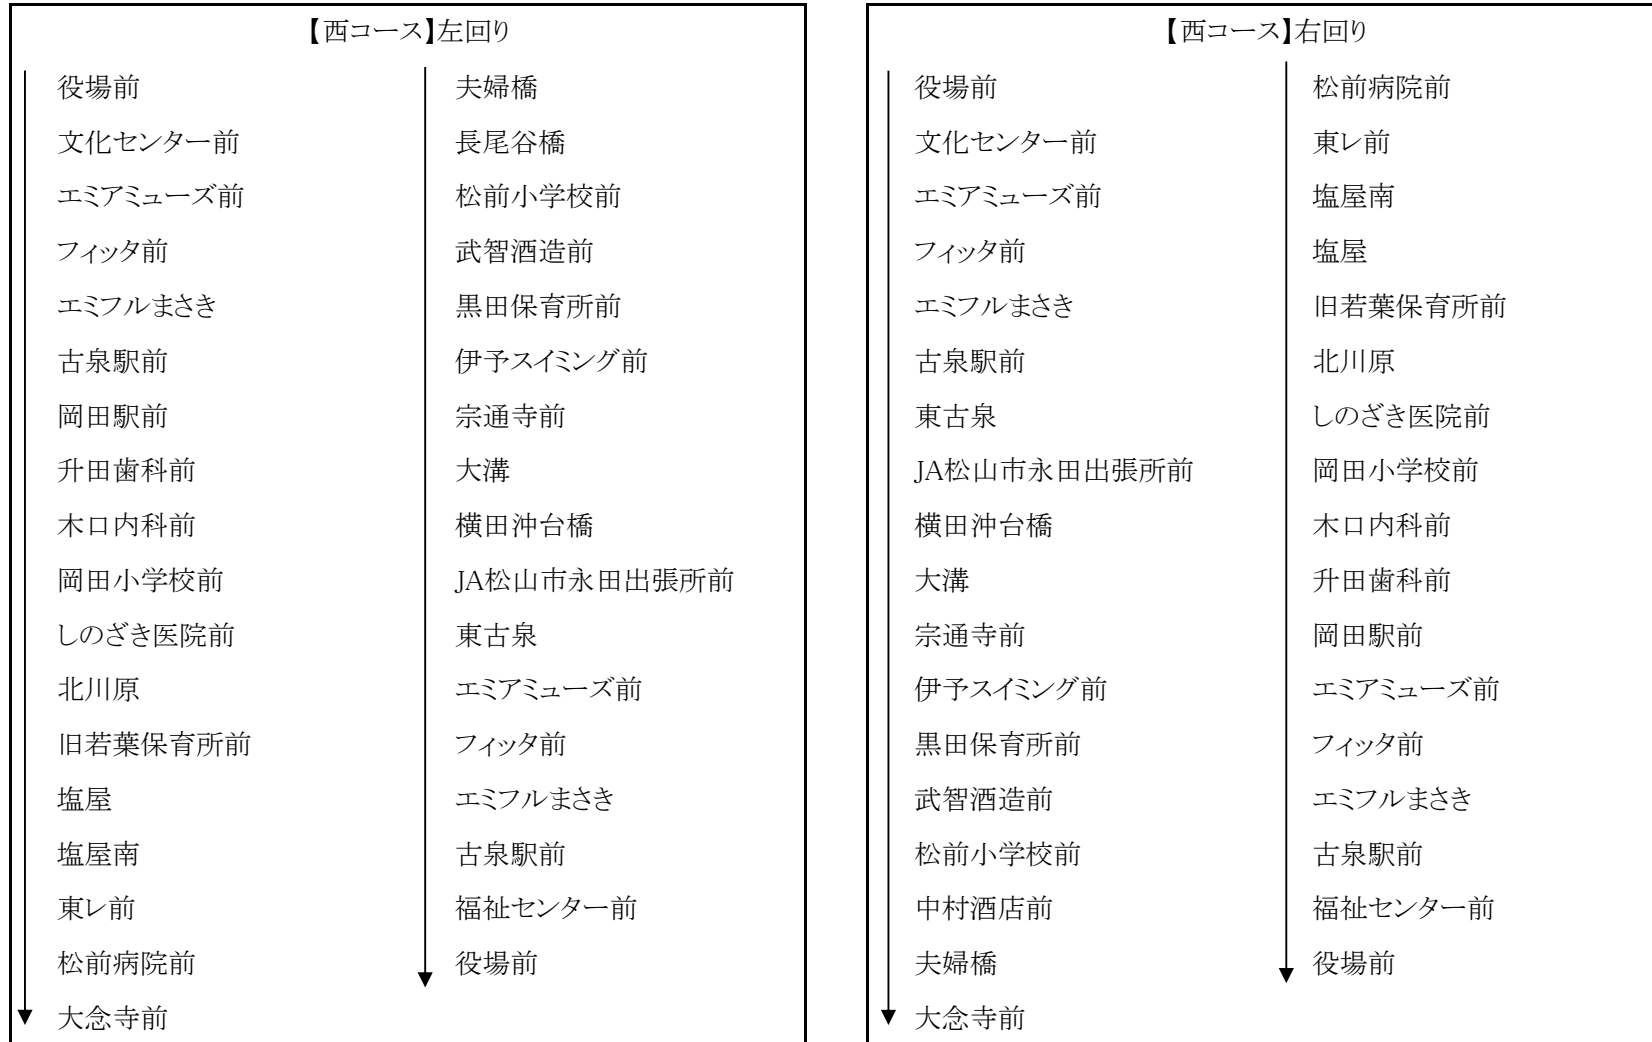 【西コース】左回り
役場前
文化センター前
エミアミューズ前
フィッタ前
エミフルまさき
古泉駅前
岡田駅前
升田歯科前
木口内科前
岡田小学校前
しのざき医院前
北川原
旧若葉保育所前
塩屋
塩屋南
東レ前
松前病院前
大念寺前
夫婦橋
長尾谷橋
松前小学校前
武智酒造前
黒田保育所前
伊予スイミング前
宗通寺前
大溝
横田沖台橋
JA松山市永田出張所前
東古泉
エミアミューズ前
フィッタ前
エミフルまさき
古泉駅前
福祉センター前
役場前
【西コース】右回り
役場前
文化センター前
エミアミューズ前
フィッタ前
エミフルまさき
古泉駅前
東古泉
JA松山市永田出張所前
横田沖台橋
大溝
宗通寺前
伊予スイミング前
黒田保育所前
武智酒造前
松前小学校前
中村酒店前
夫婦橋
大念寺前
松前病院前
東レ前
塩屋南
塩屋
旧若葉保育所前
北川原
しのざき医院前
岡田小学校前
木口内科前
升田歯科前
岡田駅前
エミアミューズ前
フィッタ前
エミフルまさき
古泉駅前
福祉センター前
役場前